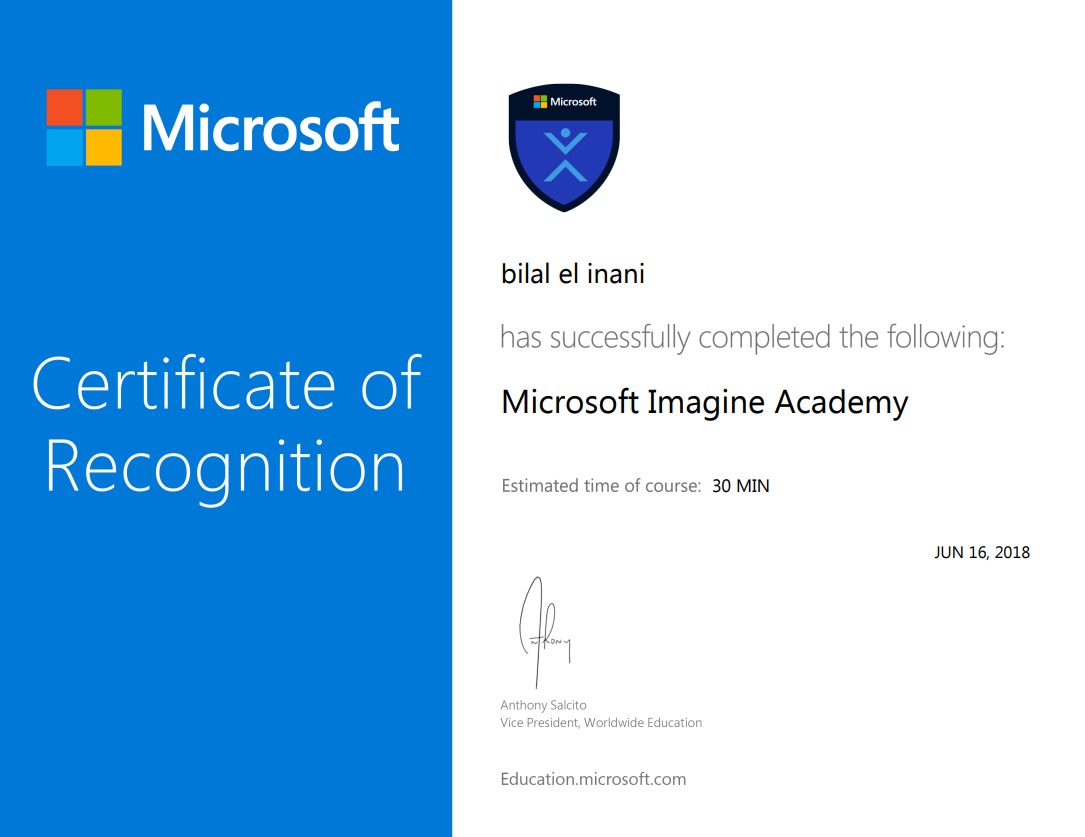 Microsoft
Certificate of
Recognition
Microsoft
bilal el inani
has successfully completed the following:
Microsoft Imagine Academy
Estimated time of course: 30 MIN
JUN 16, 2018
Anthony
Anthony Salcito
Vice President, Worldwide Education
Education.microsoft.com